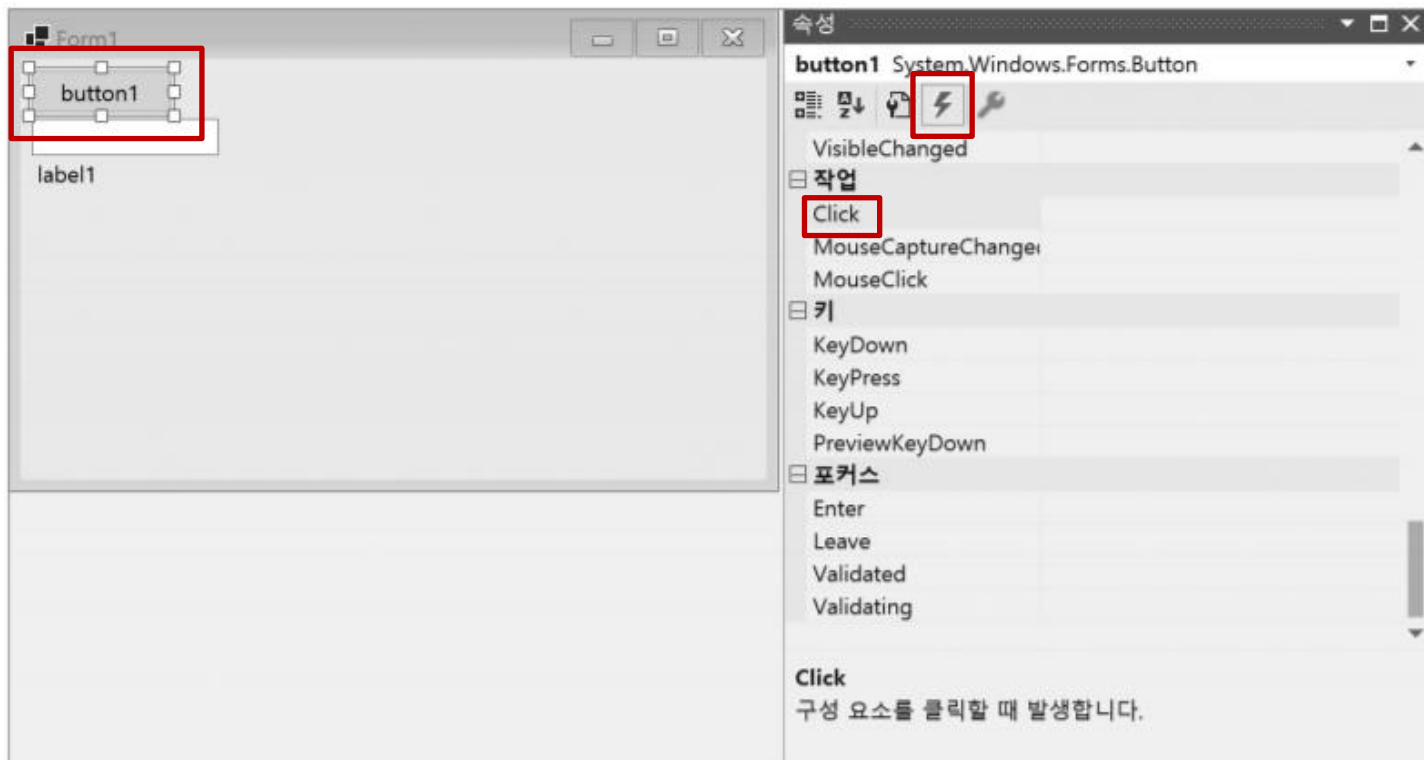 Form1
button1
label1
속성
button1 System.Windows.Forms.Button
VisibleChanged
작업
Click
MouseCaptureChange
MouseClick
키
KeyDown
KeyPress
KeyUp
PreviewKeyDown
포커스
Enter
Leave
Validated
Validating
Click
구성 요소를 클릭할 때 발생합니다.